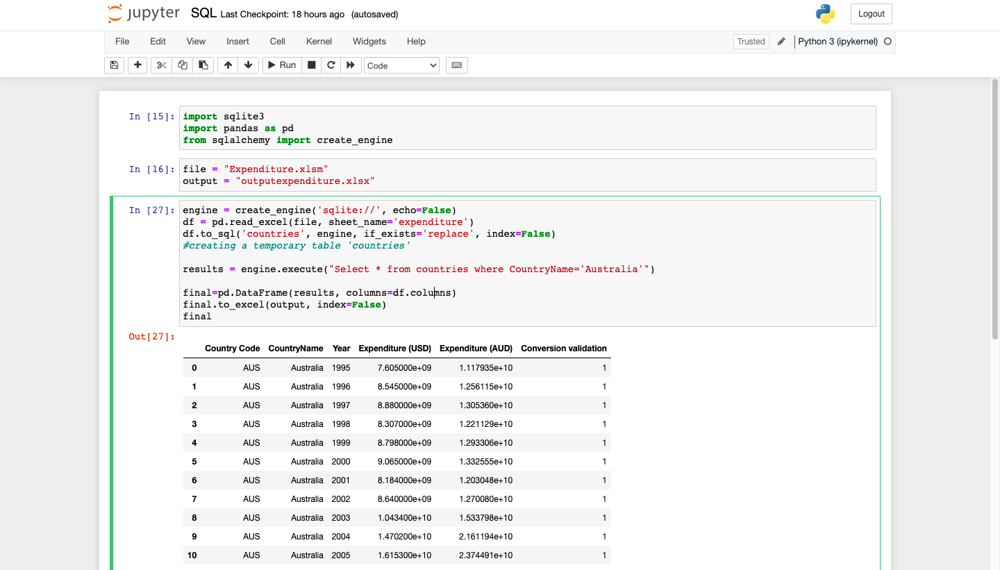 jupyter SQL Last Checkpoint: 18 hours ago (autosaved) Logout
File Edit View Insert Cell Kernel Widgets Help Trusted Python 3 (ipykernel)
Run Code
In [15]: import sqlite3
import pandas as pd
from sqlalchemy import create_engine
In [16]: file = "Expenditure.xlsm"
output = "outputexpenditure.xlsx"
In [27]: engine = create_engine('sqlite://', echo=False)
df = pd.read_excel(file, sheet_name='expenditure')
df.to_sql('countries', engine, if_exists='replace', index=False)
#creating a temporary table 'countries'
results = engine.execute("Select * from countries where CountryName='Australia'")
final=pd.DataFrame(results, columns=df.columns)
final.to_excel(output, index=False)
final
Out[27]:
Country Code CountryName Year Expenditure (USD) Expenditure (AUD) Conversion validation
0 AUS Australia 1995 7.605000e+09 1.117935e+10 1
1 AUS Australia 1996 8.545000e+09 1.256115e+10 1
2 AUS Australia 1997 8.880000e+09 1.305360e+10 1
3 AUS Australia 1998 8.307000e+09 1.221129e+10 1
4 AUS Australia 1999 8.798000e+09 1.293306e+10 1
5 AUS Australia 2000 9.065000e+09 1.332555e+10 1
6 AUS Australia 2001 8.184000e+09 1.203048e+10 1
7 AUS Australia 2002 8.640000e+09 1.270080e+10 1
8 AUS Australia 2003 1.043400e+10 1.533798e+10 1
9 AUS Australia 2004 1.470200e+10 2.161194e+10 1
10 AUS Australia 2005 1.615300e+10 2.374491e+10 1